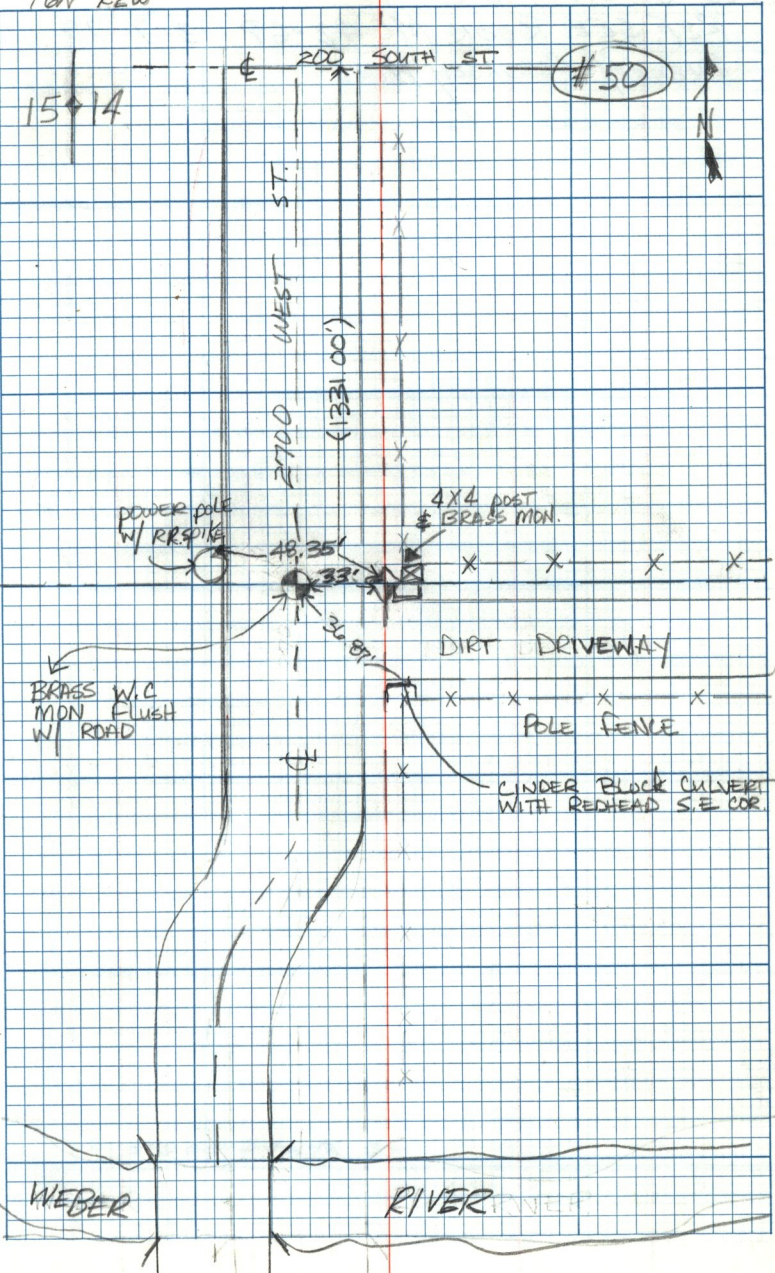 ℄ 200 SOUTH ST.
#50
15 14
N
2700 WEST ST.
(1331.00')
4X4 POST
& BRASS MON.
POWER POLE
W/ R.R.SPIKE
48.35'
33'
36.87'
DIRT DRIVEWAY
BRASS W.C
MON FLUSH
W/ ROAD
POLE FENCE
℄
CINDER BLOCK CULVERT
WITH REDHEAD S.E COR.
WEBER RIVER